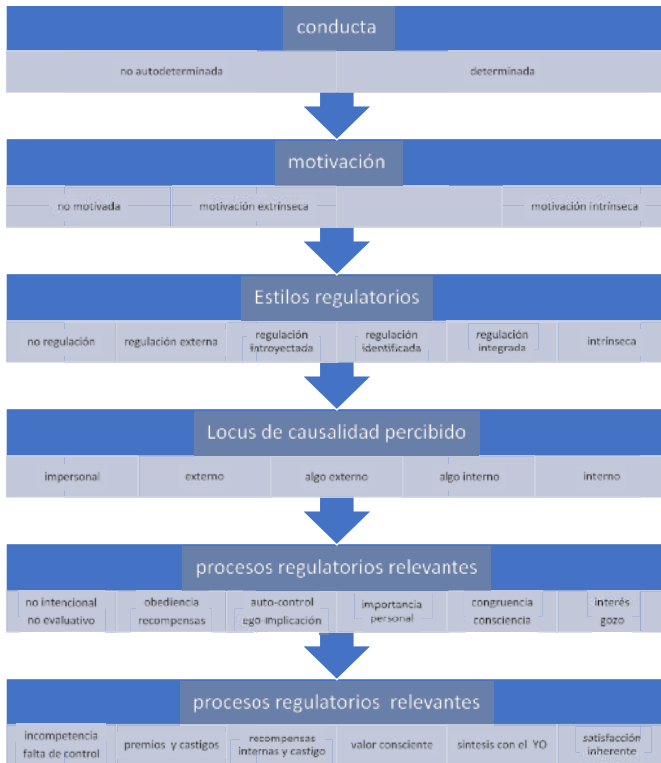 conducta
no autodeterminada
determinada
motivación
no motivada
motivación extrínseca
motivación intrínseca
Estilos regulatorios
no regulación
regulación externa
regulación
introyectada
regulación
identificada
regulación
integrada
intrínseca
Locus de causalidad percibido
impersonal
externo
algo externo
algo interno
interno
procesos regulatorios relevantes
no intencional
no evaluativo
obediencia
recompensas
auto-control
ego-implicación
importancia
personal
congruencia
consciencia
interés
gozo
procesos regulatorios relevantes
incompetencia
falta de control
premios y castigos
recompensas
internas y castigo
valor consciente
sintesis con el YO
satisfacción
inherente